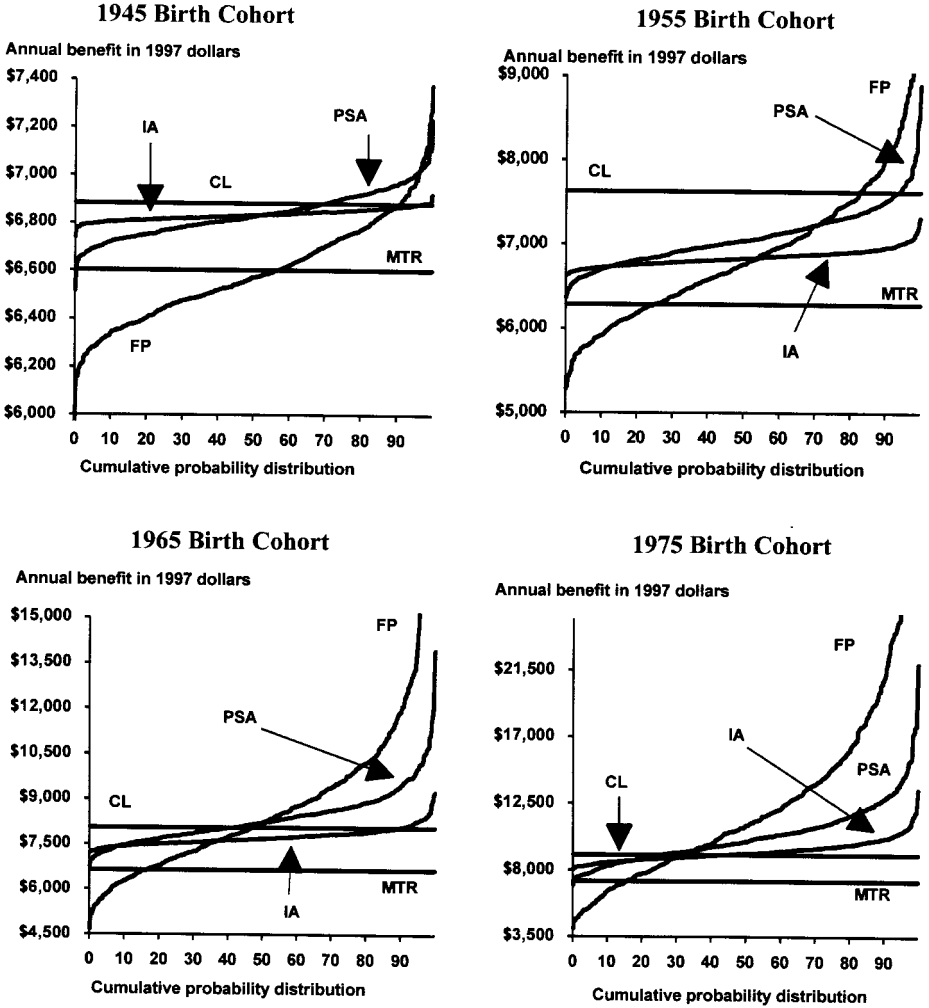 1945 Birth Cohort
Annual benefit in 1997 dollars
$7,400
$7,200
$7,000
$6,800
$6,600
$6,400
$6,200
$6,000
IA
PSA
CL
MTR
FP
0 10 20 30 40 50 60 70 80 90
Cumulative probability distribution
1955 Birth Cohort
Annual benefit in 1997 dollars
$9,000
$8,000
$7,000
$6,000
$5,000
FP
PSA
CL
MTR
IA
0 10 20 30 40 50 60 70 80 90
Cumulative probability distribution
1965 Birth Cohort
Annual benefit in 1997 dollars
$15,000
$13,500
$12,000
$10,500
$9,000
$7,500
$6,000
$4,500
FP
PSA
CL
MTR
IA
0 10 20 30 40 50 60 70 80 90
Cumulative probability distribution
1975 Birth Cohort
Annual benefit in 1997 dollars
$21,500
$17,000
$12,500
$8,000
$3,500
FP
IA
PSA
CL
MTR
0 10 20 30 40 50 60 70 80 90
Cumulative probability distribution